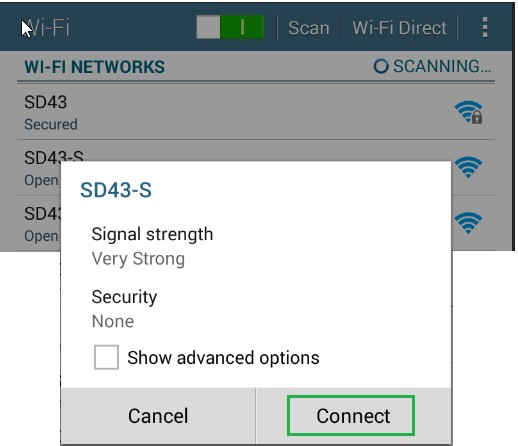 Wi-Fi Scan Wi-Fi Direct
WI-FI NETWORKS SCANNING...
SD43
Secured
SD43-S
Open
SD43
Open
SD43-S
Signal strength
Very Strong
Security
None
Show advanced options
Cancel Connect